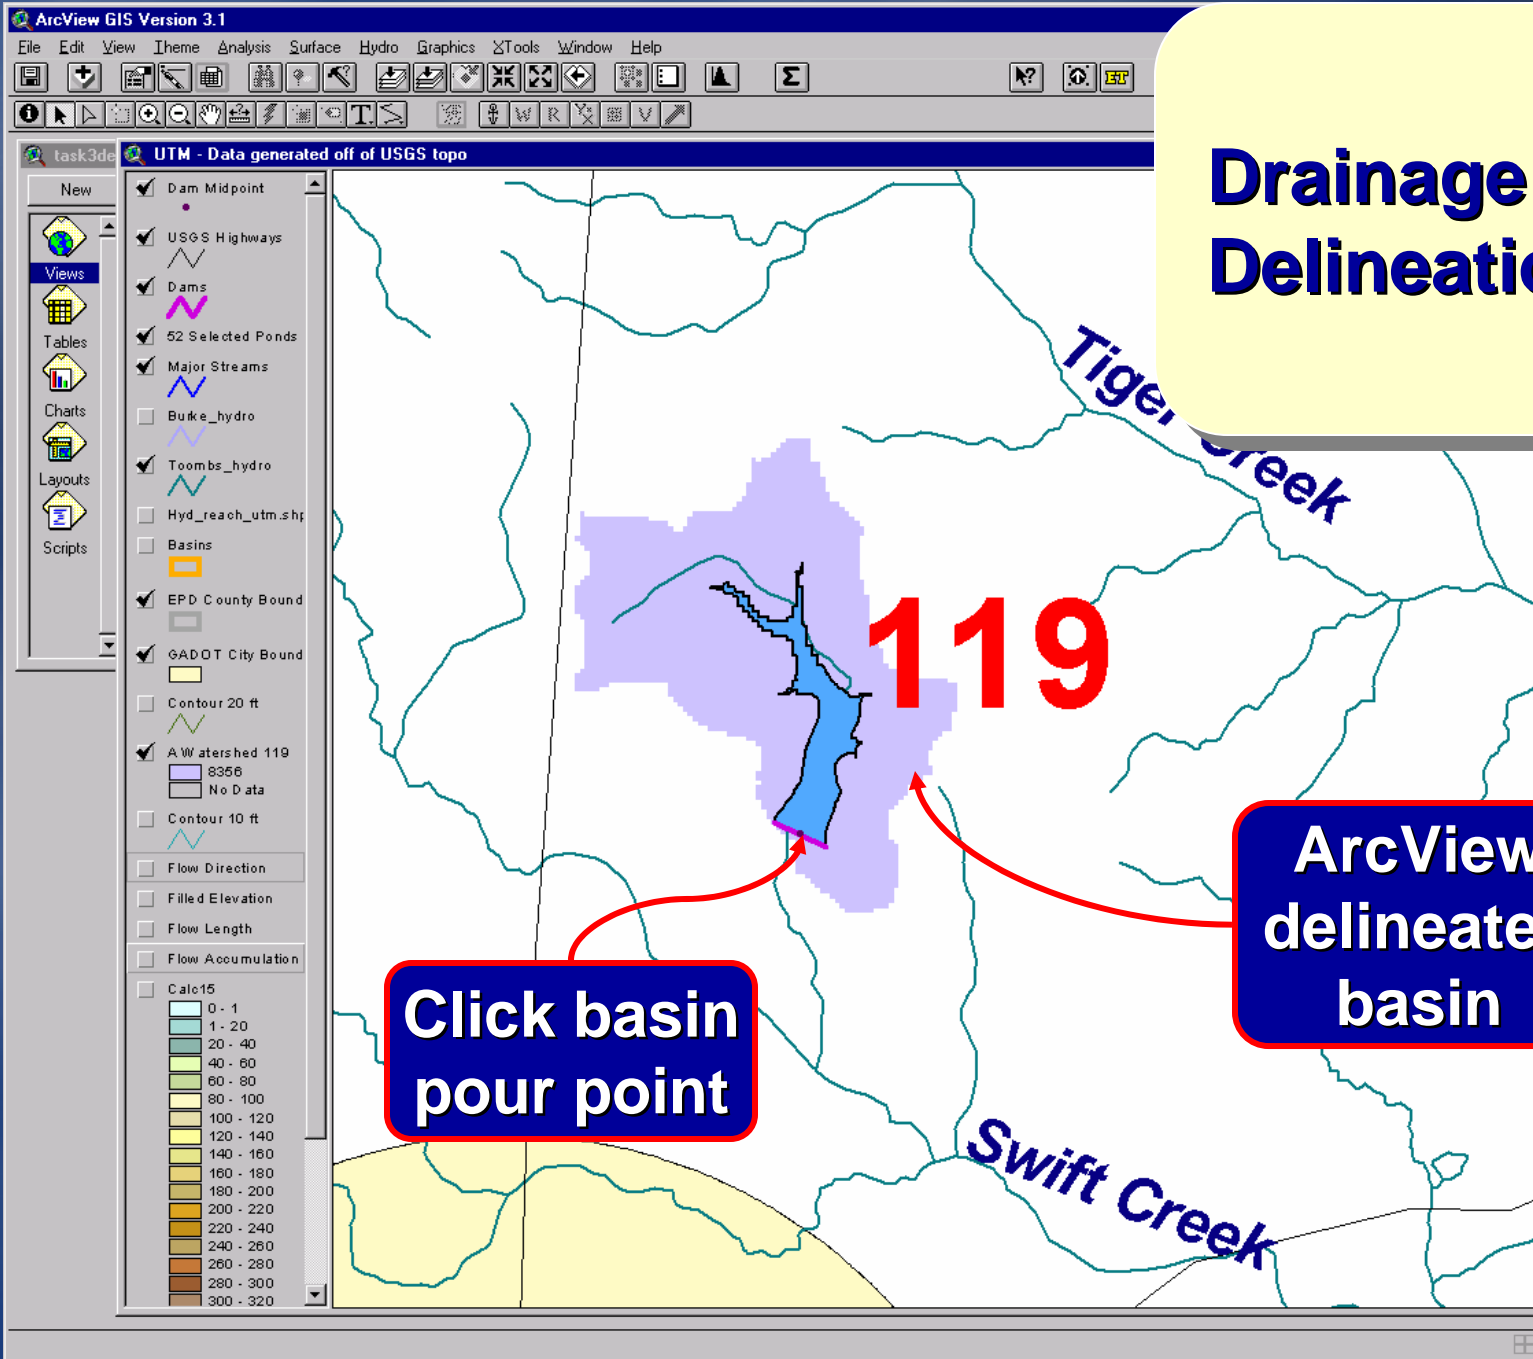 ArcView GIS Version 3.1
File Edit View Theme Analysis Surface Hydro Graphics XTools Window Help
Σ
ET
T
W R V
task3de
UTM - Data generated off of USGS topo
New
Views
Tables
Charts
Layouts
Scripts
Dam Midpoint
USGS Highways
Dams
52 Selected Ponds
Major Streams
Burke_hydro
Toombs_hydro
Hyd_reach_utm.shp
Basins
EPD County Bound
GADOT City Bound
Contour 20 ft
AWatershed 119
8356
No Data
Contour 10 ft
Flow Direction
Filled Elevation
Flow Length
Flow Accumulation
Calc15
0 - 1
1 - 20
20 - 40
40 - 60
60 - 80
80 - 100
100 - 120
120 - 140
140 - 160
160 - 180
180 - 200
200 - 220
220 - 240
240 - 260
260 - 280
280 - 300
300 - 320
Drainage
Delineatio
Tiger Creek
119
ArcView
delineate
basin
Click basin
pour point
Swift Creek